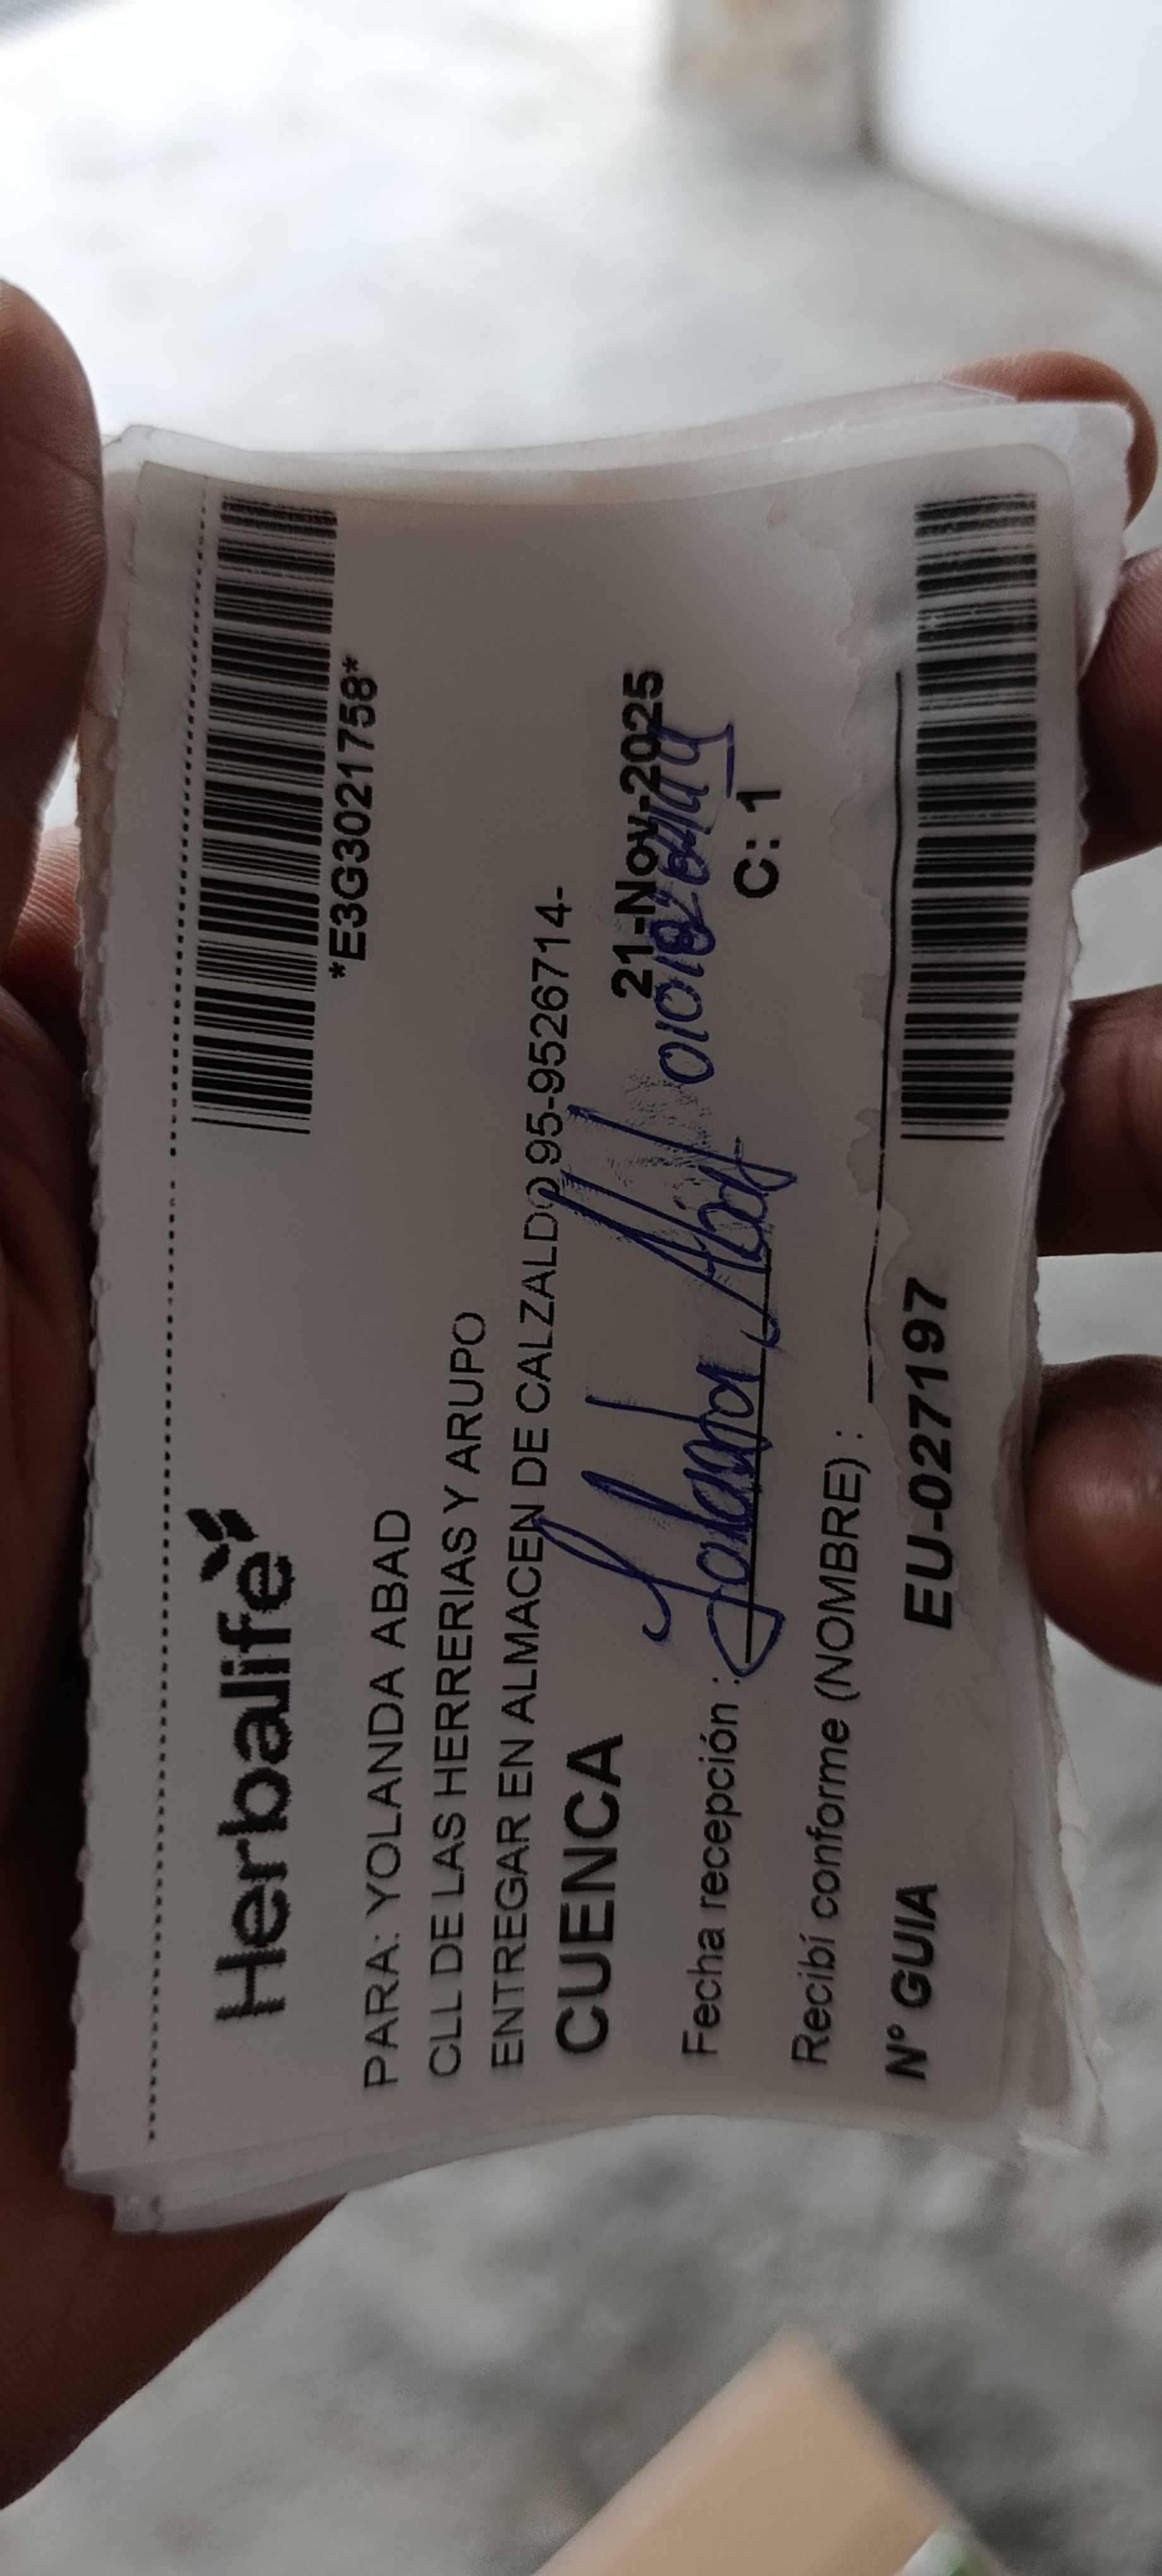 Herbalife
*E3G3021758*
PARA: YOLANDA ABAD
CLL DE LAS HERRERIAS Y ARUPO
ENTREGAR EN ALMACEN DE CALZALDO 95-9526714-
CUENCA
21-Nov-2025
Yolanda Abad
Fecha recepción :
C: 1
Recibí conforme (NOMBRE) :
Nº GUIA EU-027197